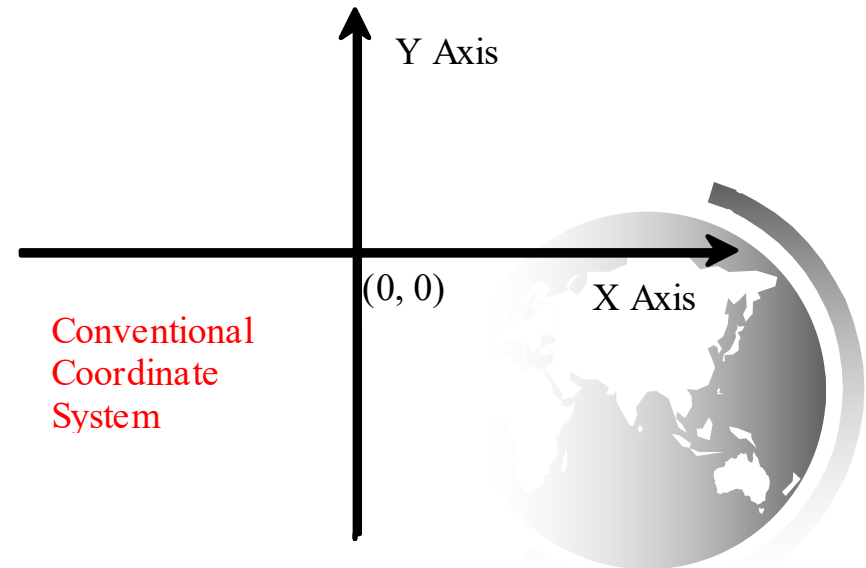 Y Axis
(0, 0)
X Axis
Conventional
Coordinate
System